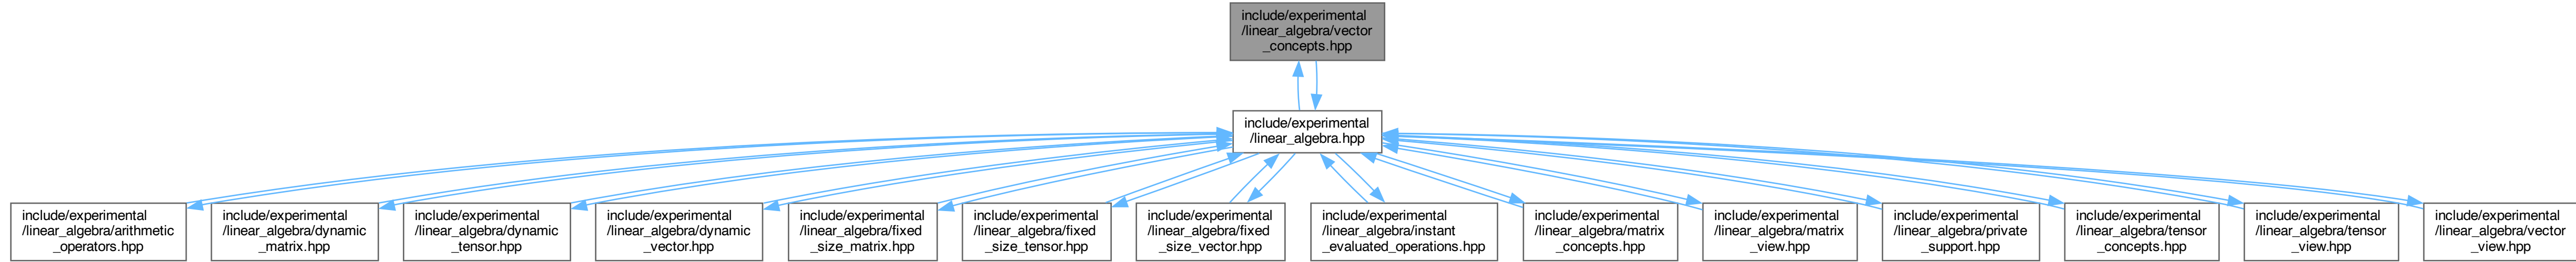 include/experimental
/linear_algebra/vector
_concepts.hpp
include/experimental
/linear_algebra.hpp
include/experimental
/linear_algebra/arithmetic
_operators.hpp
include/experimental
/linear_algebra/dynamic
_matrix.hpp
include/experimental
/linear_algebra/dynamic
_tensor.hpp
include/experimental
/linear_algebra/dynamic
_vector.hpp
include/experimental
/linear_algebra/fixed
_size_matrix.hpp
include/experimental
/linear_algebra/fixed
_size_tensor.hpp
include/experimental
/linear_algebra/fixed
_size_vector.hpp
include/experimental
/linear_algebra/instant
_evaluated_operations.hpp
include/experimental
/linear_algebra/matrix
_concepts.hpp
include/experimental
/linear_algebra/matrix
_view.hpp
include/experimental
/linear_algebra/private
_support.hpp
include/experimental
/linear_algebra/tensor
_concepts.hpp
include/experimental
/linear_algebra/tensor
_view.hpp
include/experimental
/linear_algebra/vector
_view.hpp